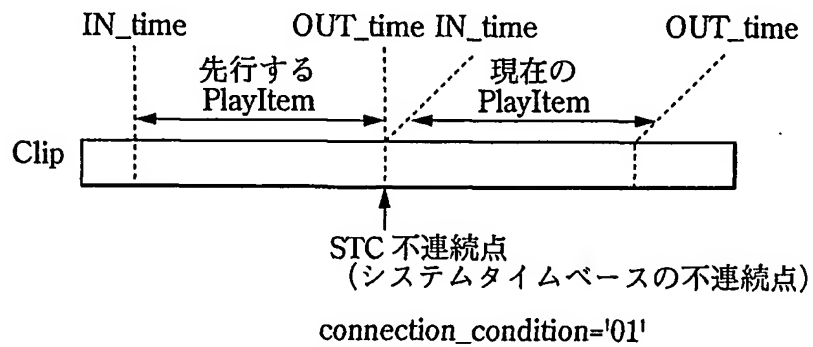 IN_time OUT_time IN_time OUT_time
先行する 現在の
PlayItem PlayItem
Clip
STC 不連続点
（システムタイムベースの不連続点）
connection_condition='01'